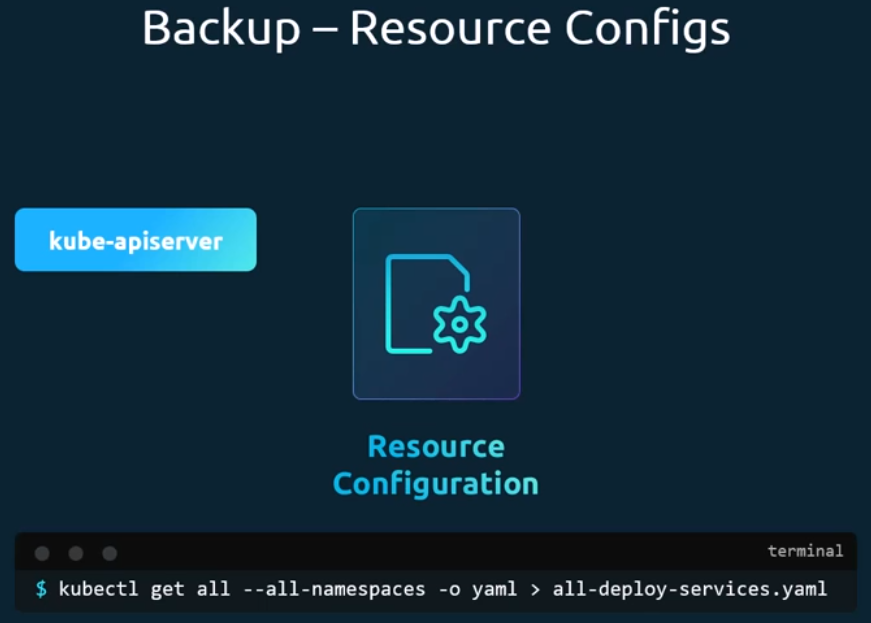 Backup – Resource Configs
kube-apiserver
Resource
Configuration
terminal
$ kubectl get all --all-namespaces -o yaml > all-deploy-services.yaml